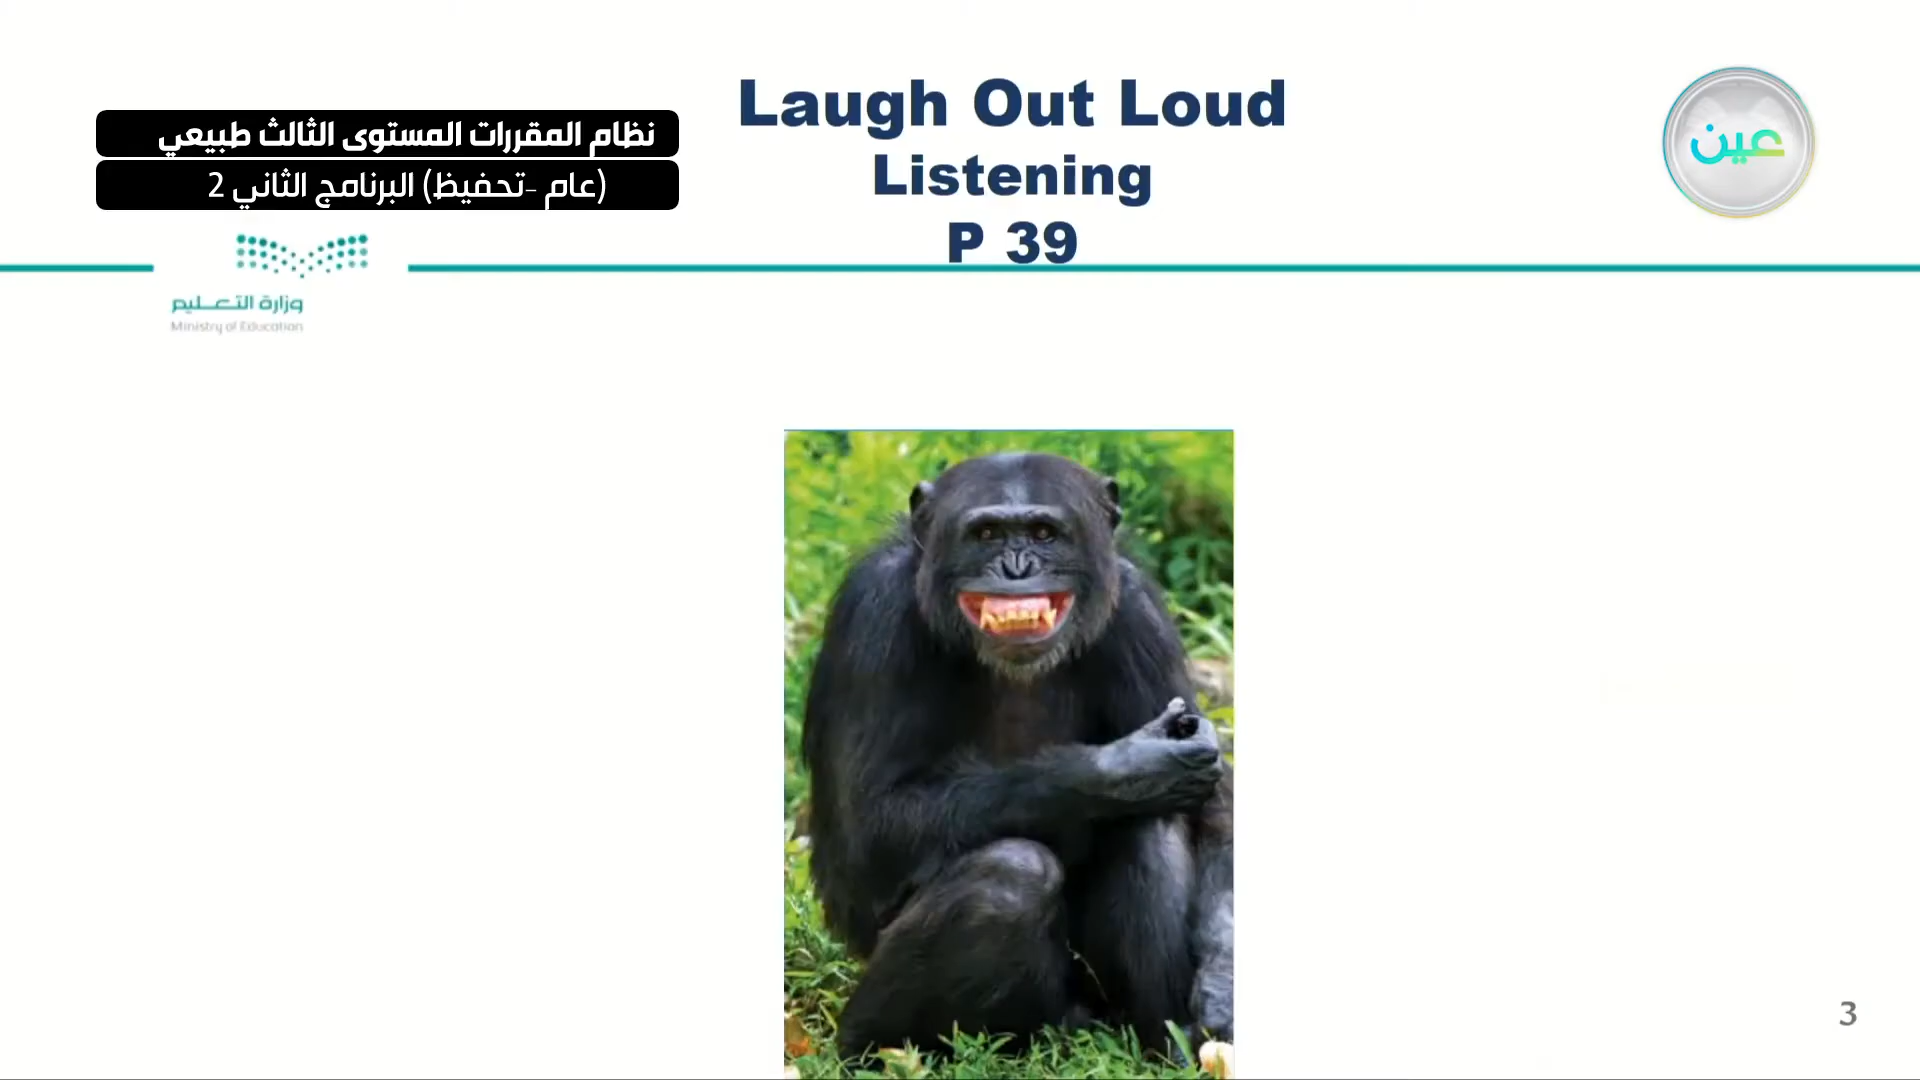 Laugh Out Loud
Listening
P 39
نظام المقررات المستوى الثالث طبيعي
(عام -تحفيظ) البرنامج الثاني 2
عين
وزارة التعليم
Ministry of Education
3